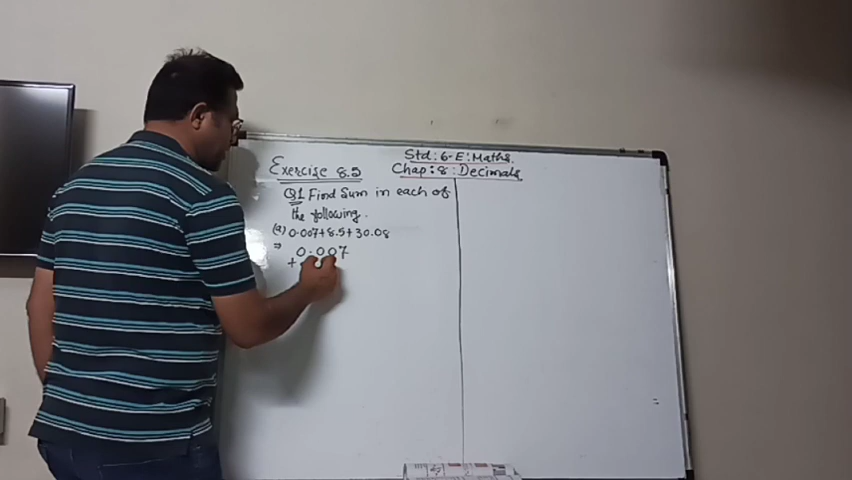 Std: 6-E: Maths.
Chap: 8: Decimals
Exercise 8.5
Q1 Find Sum in each of
the following.
(a) 0.007+8.5+30.08
⇒ 0.007
+